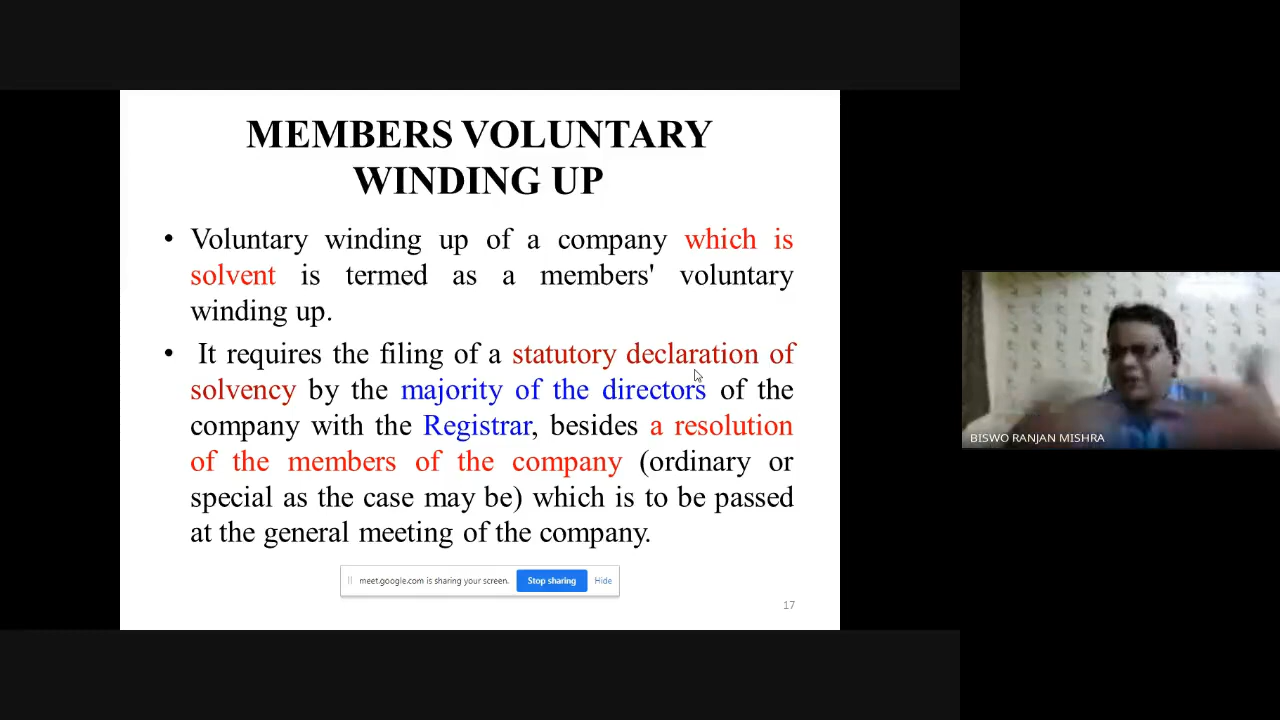 MEMBERS VOLUNTARY
WINDING UP
• Voluntary winding up of a company which is
solvent is termed as a members' voluntary
winding up.
• It requires the filing of a statutory declaration of
solvency by the majority of the directors of the
company with the Registrar, besides a resolution
of the members of the company (ordinary or
special as the case may be) which is to be passed
at the general meeting of the company.
meet.google.com is sharing your screen. Stop sharing Hide
17
BISWO RANJAN MISHRA